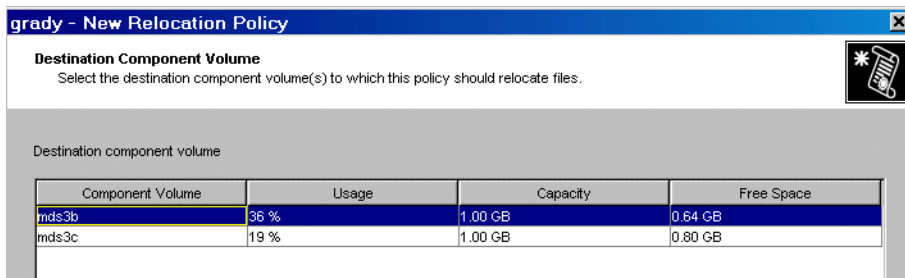 grady - New Relocation Policy
Destination Component Volume
Select the destination component volume(s) to which this policy should relocate files.
Destination component volume
Component Volume Usage Capacity Free Space
mds3b 36 % 1.00 GB 0.64 GB
mds3c 19 % 1.00 GB 0.80 GB